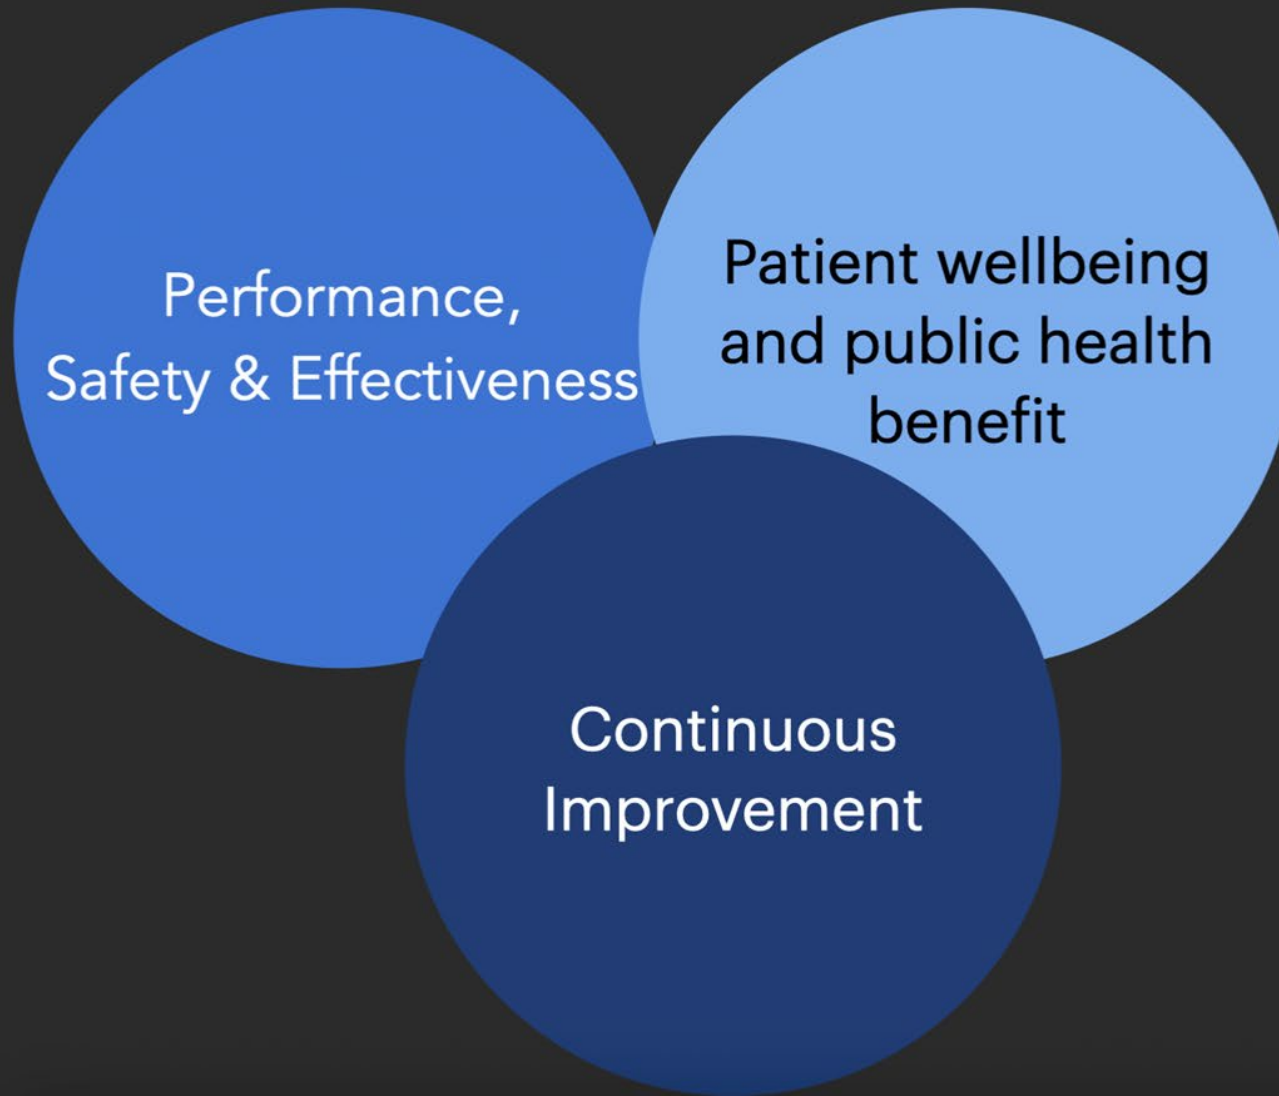 Performance,
Safety & Effectiveness
Patient wellbeing
and public health
benefit
Continuous
Improvement